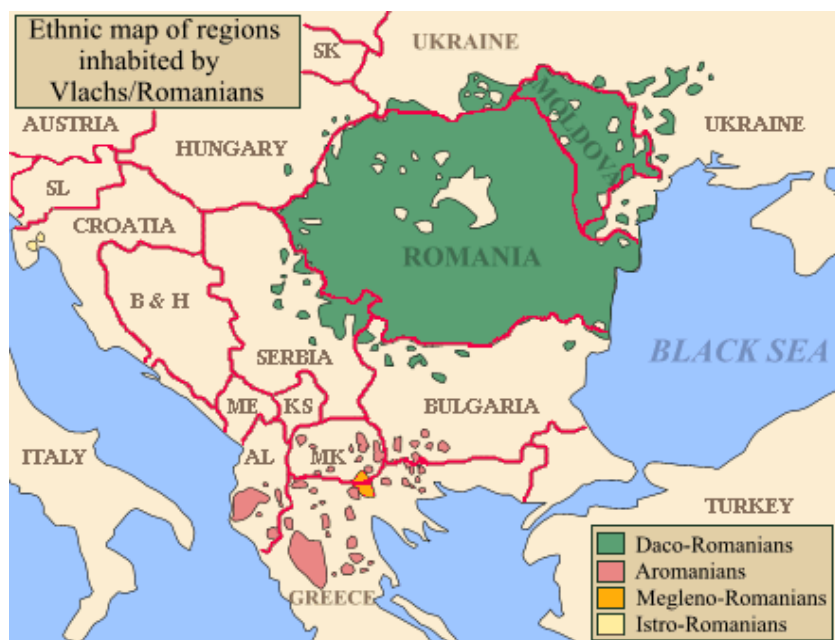 Ethnic map of regions
inhabited by
Vlachs/Romanians
SK
UKRAINE
AUSTRIA
HUNGARY
MOLDOVA
UKRAINE
SL
CROATIA
ROMANIA
B & H
SERBIA
BLACK SEA
ME
KS
BULGARIA
ITALY
AL
MK
TURKEY
GREECE
Daco-Romanians
Aromanians
Megleno-Romanians
Istro-Romanians